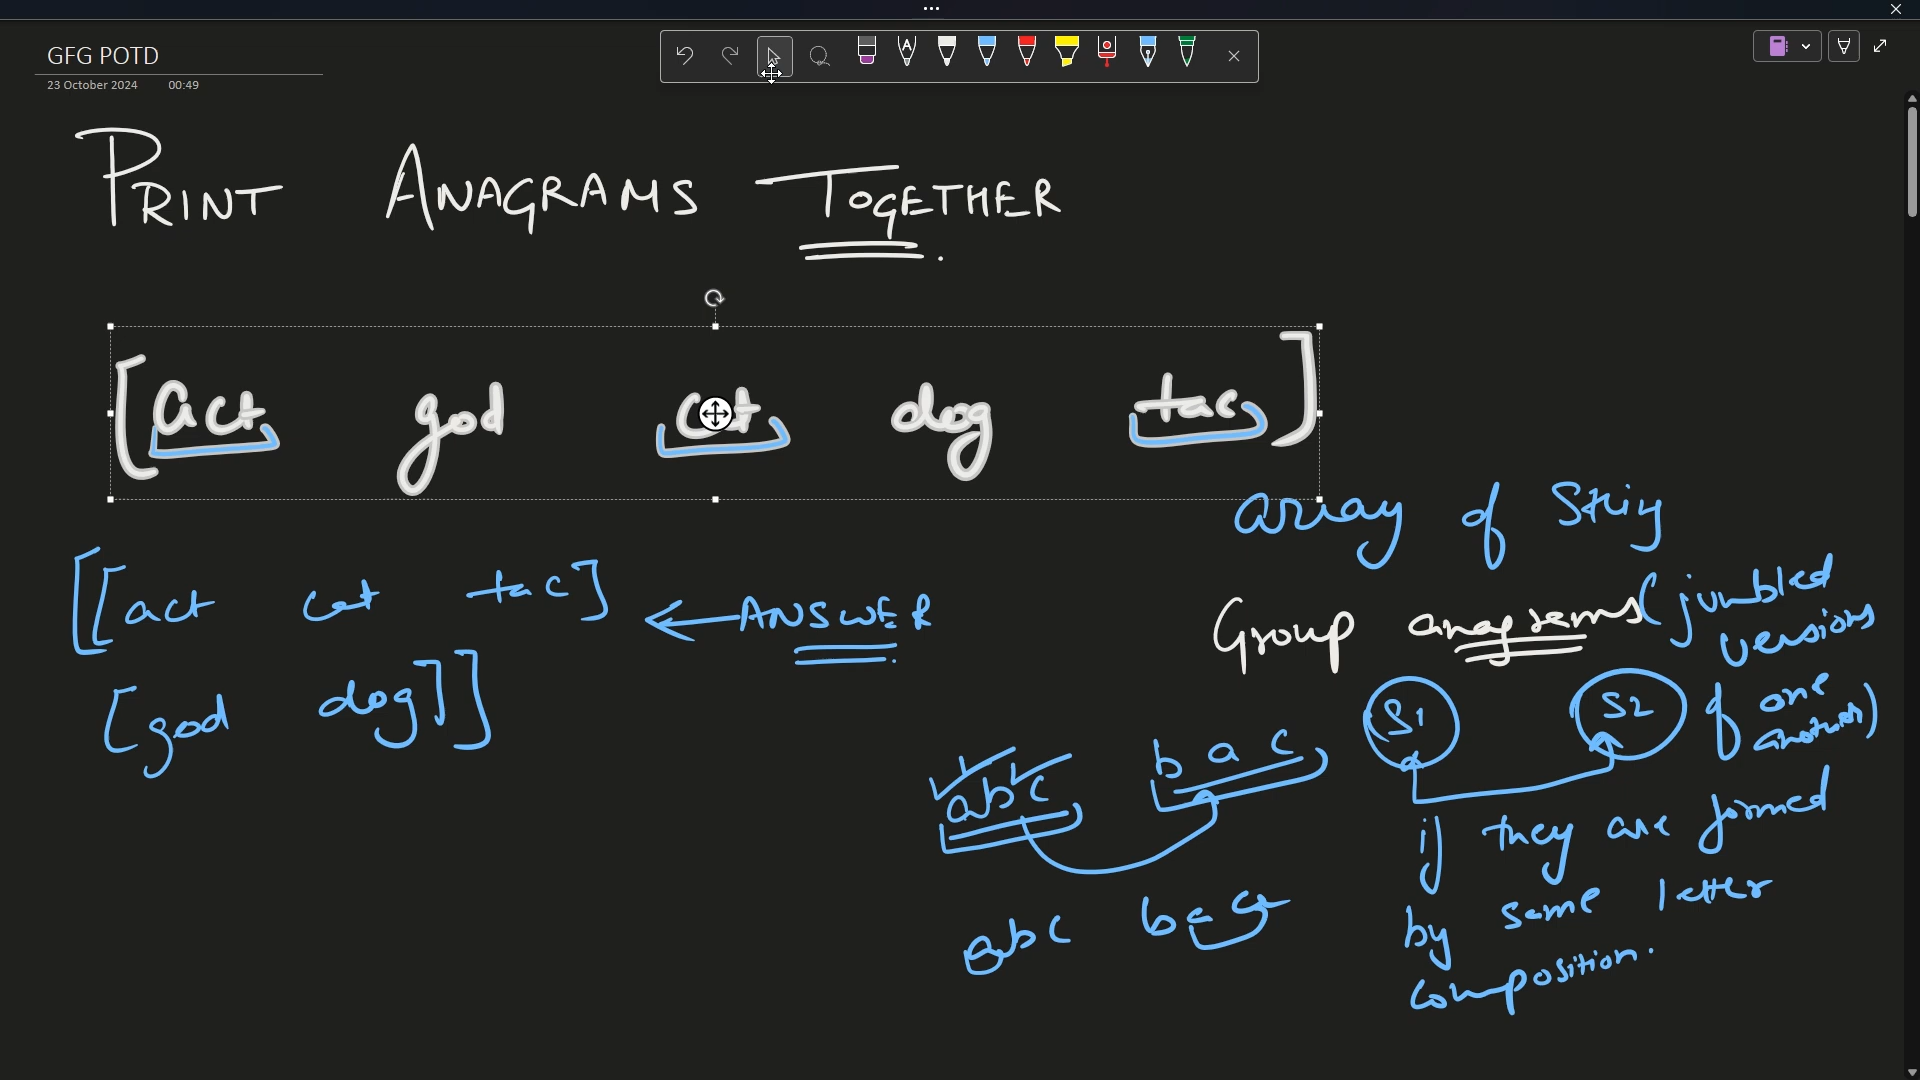 GFG POTD
23 October 2024 00:49
PRINT ANAGRAMS TOGETHER.
[act god cat dog tac]
array of String
[[act cat tac] ← ANSWER
[god dog]]
Group anagrams (jumbled
versions
of one
another)
S1 S2
abc bac
if they are formed
by same letter
composition.
abc bac